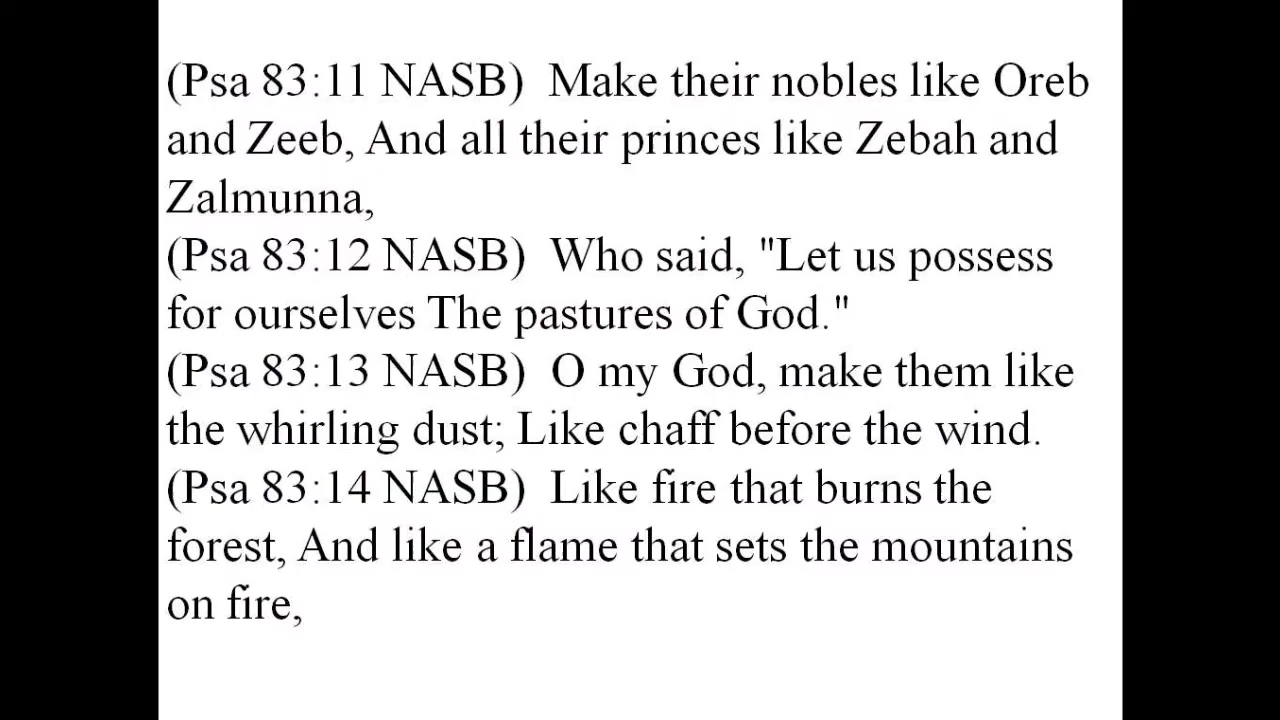 (Psa 83:11 NASB)  Make their nobles like Oreb
and Zeeb, And all their princes like Zebah and
Zalmunna,
(Psa 83:12 NASB)  Who said, "Let us possess
for ourselves The pastures of God."
(Psa 83:13 NASB)  O my God, make them like
the whirling dust; Like chaff before the wind.
(Psa 83:14 NASB)  Like fire that burns the
forest, And like a flame that sets the mountains
on fire,